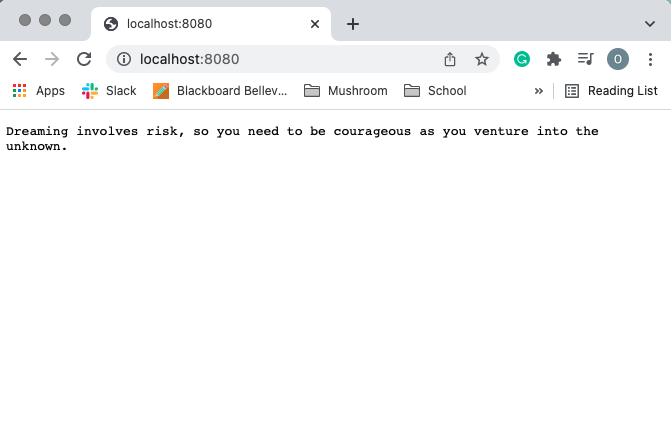 localhost:8080
localhost:8080
O
Apps Slack Blackboard Bellev... Mushroom School » Reading List
Dreaming involves risk, so you need to be courageous as you venture into the
unknown.